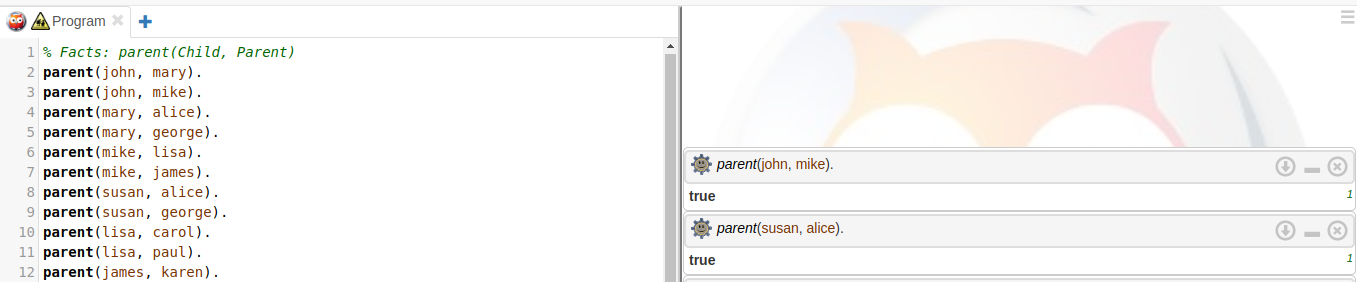 Program
1 % Facts: parent(Child, Parent)
2 parent(john, mary).
3 parent(john, mike).
4 parent(mary, alice).
5 parent(mary, george).
6 parent(mike, lisa).
7 parent(mike, james).
8 parent(susan, alice).
9 parent(susan, george).
10 parent(lisa, carol).
11 parent(lisa, paul).
12 parent(james, karen).
parent(john, mike).
true 1
parent(susan, alice).
true 1